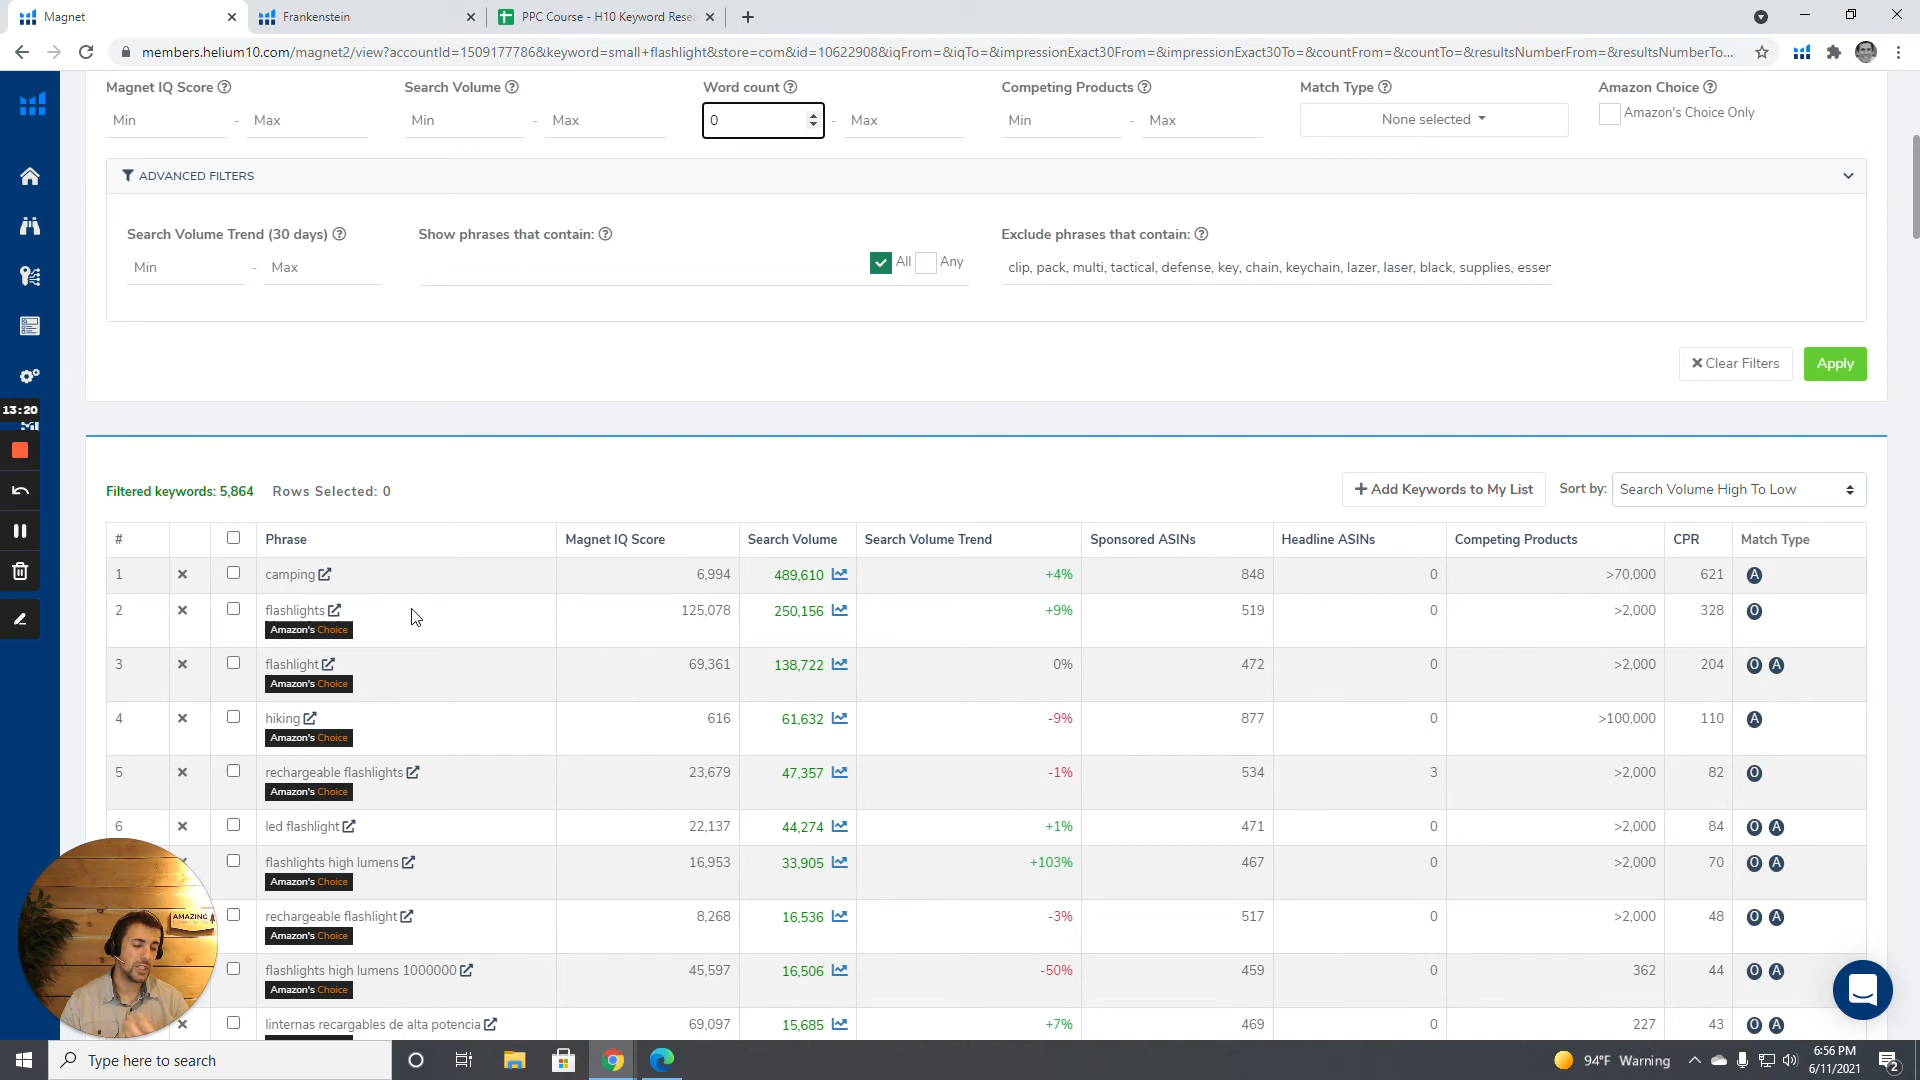 Magnet
Frankenstein
PPC Course - H10 Keyword Rese
members.helium10.com/magnet2/view?accountId=1509177786&keyword=small+flashlight&store=com&id=10622908&iqFrom=&iqTo=&impressionExact30From=&impressionExact30To=&countFrom=&countTo=&resultsNumberFrom=&resultsNumberTo...
Magnet IQ Score Search Volume Word count Competing Products Match Type Amazon Choice
Min - Max Min - Max 0 - Max Min - Max None selected Amazon's Choice Only
ADVANCED FILTERS
Search Volume Trend (30 days) Show phrases that contain: Exclude phrases that contain:
Min - Max All Any clip, pack, multi, tactical, defense, key, chain, keychain, lazer, laser, black, supplies, esser
Clear Filters Apply
13:20
Filtered keywords: 5,864 Rows Selected: 0 + Add Keywords to My List Sort by: Search Volume High To Low
# Phrase Magnet IQ Score Search Volume Search Volume Trend Sponsored ASINs Headline ASINs Competing Products CPR Match Type
1 camping 6,994 489,610 +4% 848 0 >70,000 621 A
2 flashlights 125,078 250,156 +9% 519 0 >2,000 328 O
Amazon's Choice
3 flashlight 69,361 138,722 0% 472 0 >2,000 204 O A
Amazon's Choice
4 hiking 616 61,632 -9% 877 0 >100,000 110 A
Amazon's Choice
5 rechargeable flashlights 23,679 47,357 -1% 534 3 >2,000 82 O
Amazon's Choice
6 led flashlight 22,137 44,274 +1% 471 0 >2,000 84 O A
flashlights high lumens 16,953 33,905 +103% 467 0 >2,000 70 O A
Amazon's Choice
rechargeable flashlight 8,268 16,536 -3% 517 0 >2,000 48 O A
Amazon's Choice
flashlights high lumens 1000000 45,597 16,506 -50% 459 0 362 44 O A
Amazon's Choice
linternas recargables de alta potencia 69,097 15,685 +7% 469 0 227 43 O A
AMAZING
Type here to search
94°F Warning
6:56 PM
6/11/2021
2